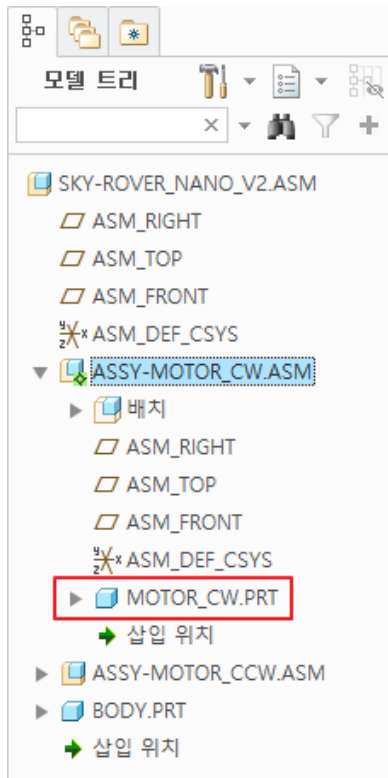 모델 트리
SKY-ROVER_NANO_V2.ASM
ASM_RIGHT
ASM_TOP
ASM_FRONT
ASM_DEF_CSYS
ASSY-MOTOR_CW.ASM
배치
ASM_RIGHT
ASM_TOP
ASM_FRONT
ASM_DEF_CSYS
MOTOR_CW.PRT
삽입 위치
ASSY-MOTOR_CCW.ASM
BODY.PRT
삽입 위치